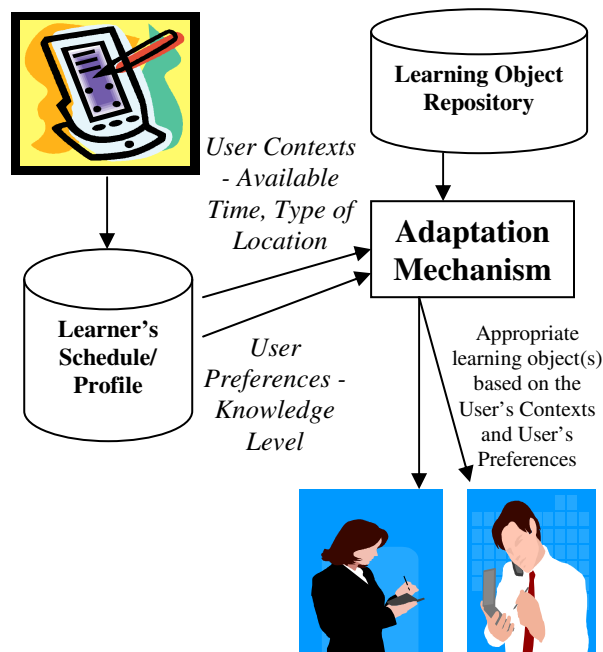 Learning Object
Repository
User Contexts
- Available
Time, Type of
Location
Adaptation
Mechanism
Learner’s
Schedule/
Profile
User
Preferences -
Knowledge
Level
Appropriate
learning object(s)
based on the
User’s Contexts
and User’s
Preferences